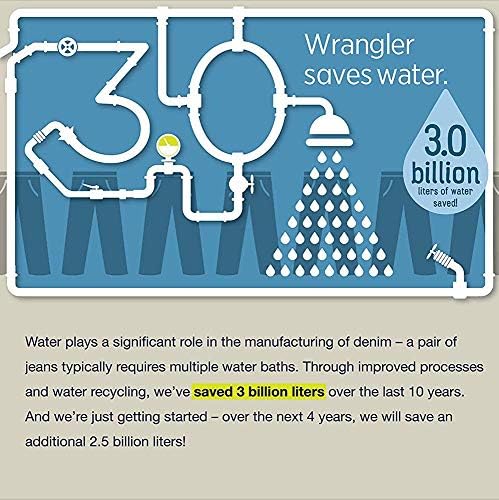 Wrangler
saves water.
3.0
3.0
billion
liters of water
saved!
Water plays a significant role in the manufacturing of denim – a pair of
jeans typically requires multiple water baths. Through improved processes
and water recycling, we’ve saved 3 billion liters over the last 10 years.
And we’re just getting started – over the next 4 years, we will save an
additional 2.5 billion liters!